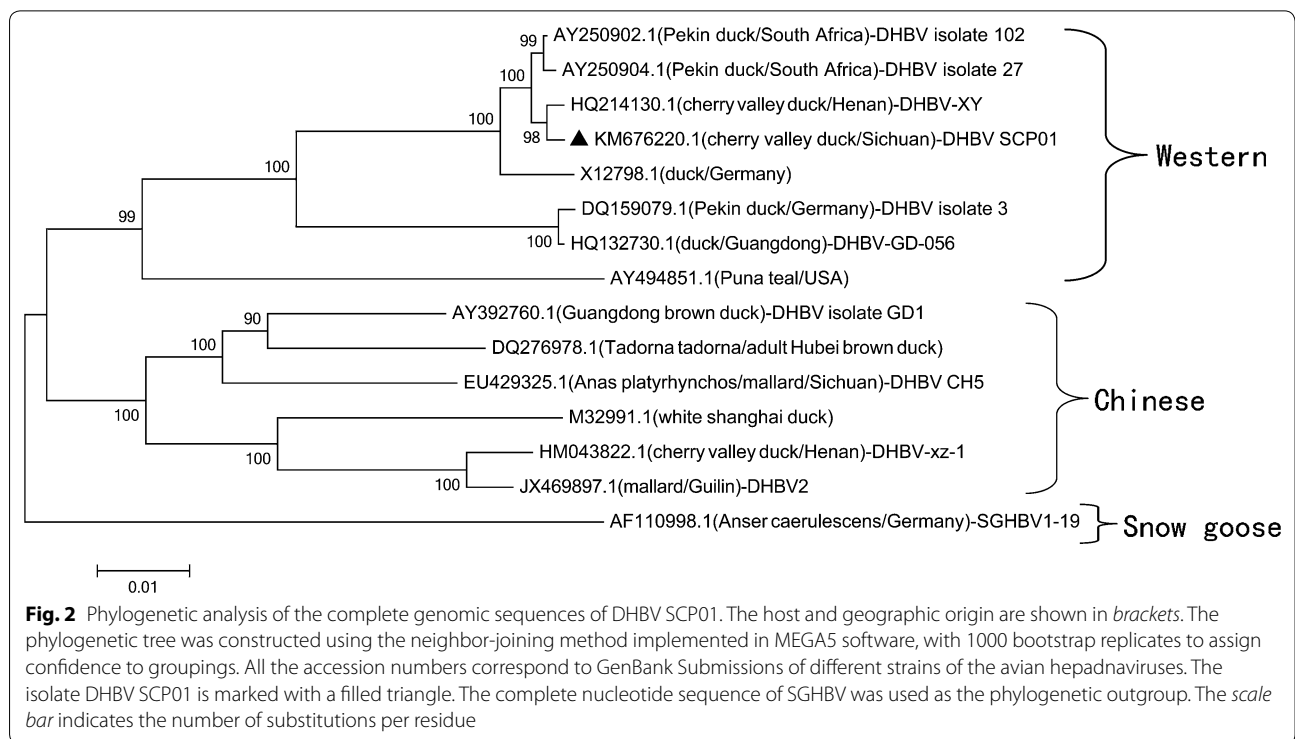 99
AY250902.1(Pekin duck/South Africa)-DHBV isolate 102
AY250904.1(Pekin duck/South Africa)-DHBV isolate 27
100
HQ214130.1(cherry valley duck/Henan)-DHBV-XY
100
98
▲ KM676220.1(cherry valley duck/Sichuan)-DHBV SCP01
Western
100
X12798.1(duck/Germany)
99
DQ159079.1(Pekin duck/Germany)-DHBV isolate 3
100
HQ132730.1(duck/Guangdong)-DHBV-GD-056
AY494851.1(Puna teal/USA)
90
AY392760.1(Guangdong brown duck)-DHBV isolate GD1
100
DQ276978.1(Tadorna tadorna/adult Hubei brown duck)
EU429325.1(Anas platyrhynchos/mallard/Sichuan)-DHBV CH5
Chinese
100
M32991.1(white shanghai duck)
100
HM043822.1(cherry valley duck/Henan)-DHBV-xz-1
100
JX469897.1(mallard/Guilin)-DHBV2
AF110998.1(Anser caerulescens/Germany)-SGHBV1-19
Snow goose
0.01
Fig. 2 Phylogenetic analysis of the complete genomic sequences of DHBV SCP01. The host and geographic origin are shown in brackets. The
phylogenetic tree was constructed using the neighbor-joining method implemented in MEGA5 software, with 1000 bootstrap replicates to assign
confidence to groupings. All the accession numbers correspond to GenBank Submissions of different strains of the avian hepadnaviruses. The
isolate DHBV SCP01 is marked with a filled triangle. The complete nucleotide sequence of SGHBV was used as the phylogenetic outgroup. The scale
bar indicates the number of substitutions per residue